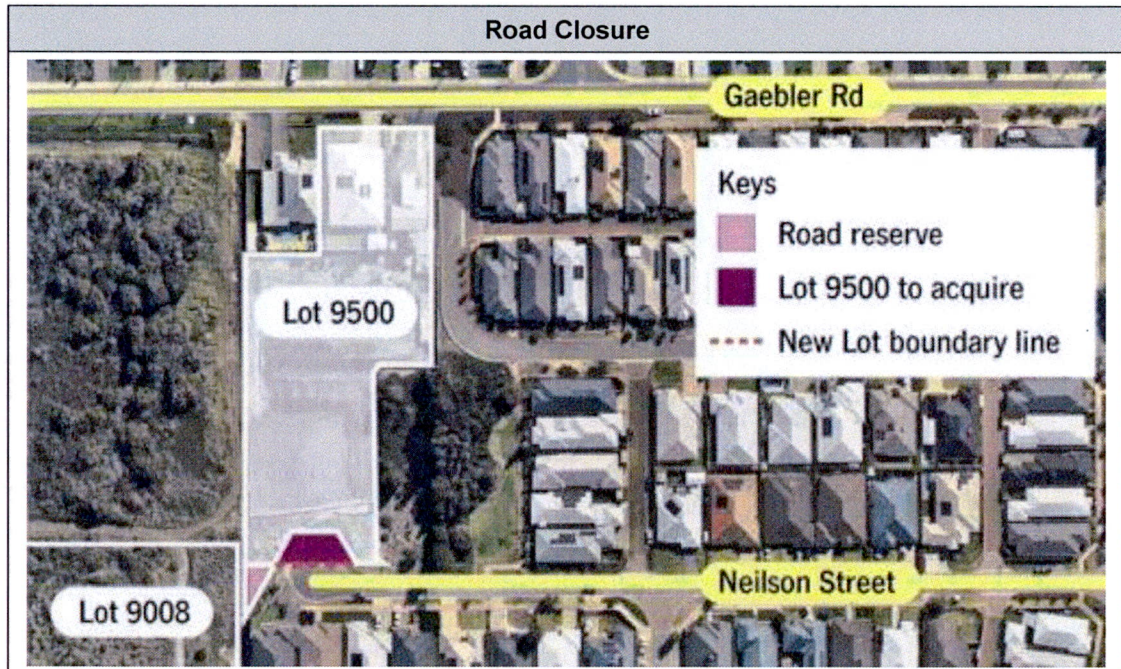 Road Closure
Gaebler Rd
Keys
Road reserve
Lot 9500 to acquire
New Lot boundary line
Lot 9500
Neilson Street
Lot 9008